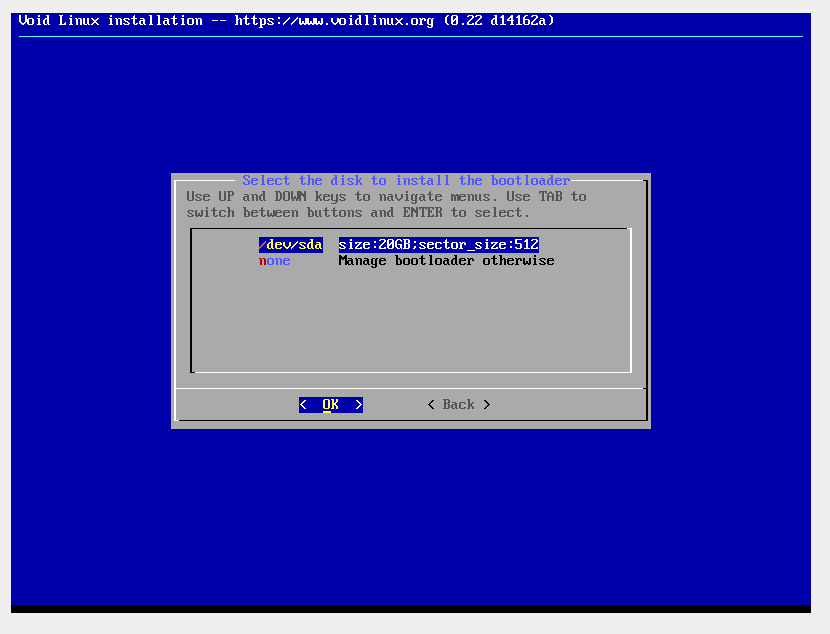 Void Linux installation -- https://www.voidlinux.org (0.22 d14162a)
Select the disk to install the bootloader
Use UP and DOWN keys to navigate menus. Use TAB to
switch between buttons and ENTER to select.
/dev/sda size:20GB;sector_size:512
none Manage bootloader otherwise
< OK > < Back >